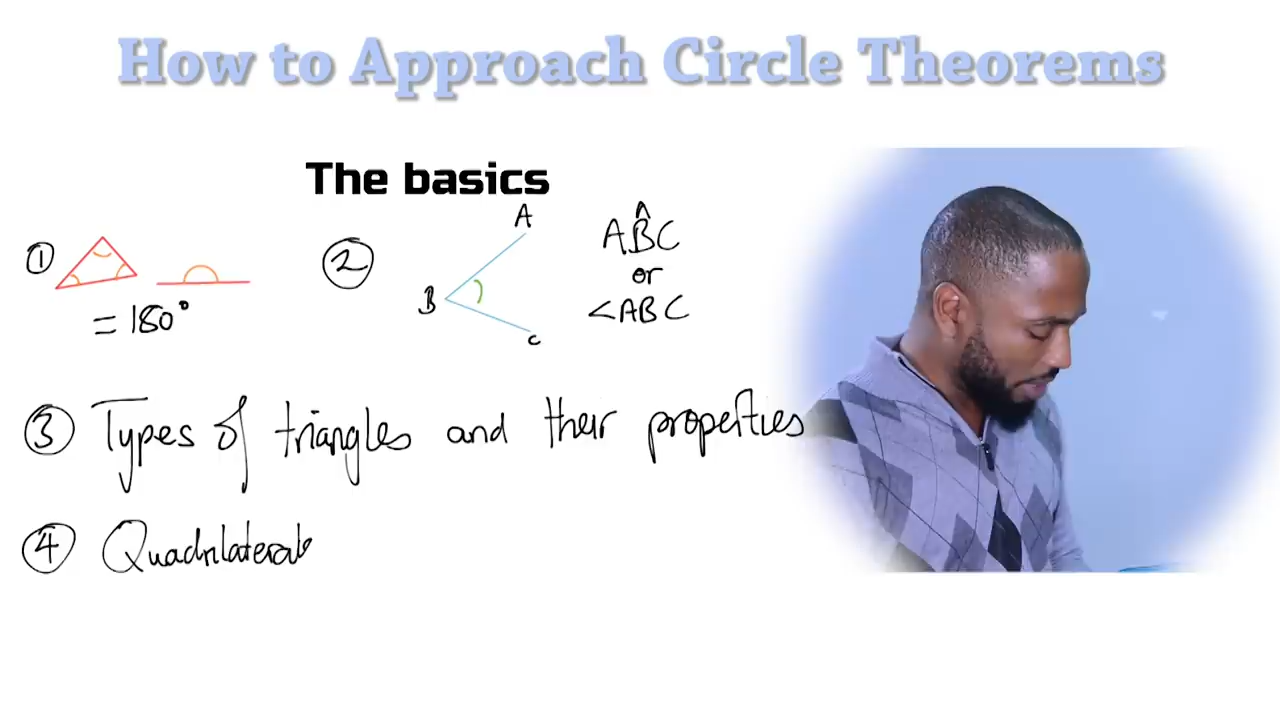 How to Approach Circle Theorems
The basics
1
= 180°
2
A
B
C
AB̂C
or
<ABC
3 Types of triangles and their properties
4 Quadrilaterals